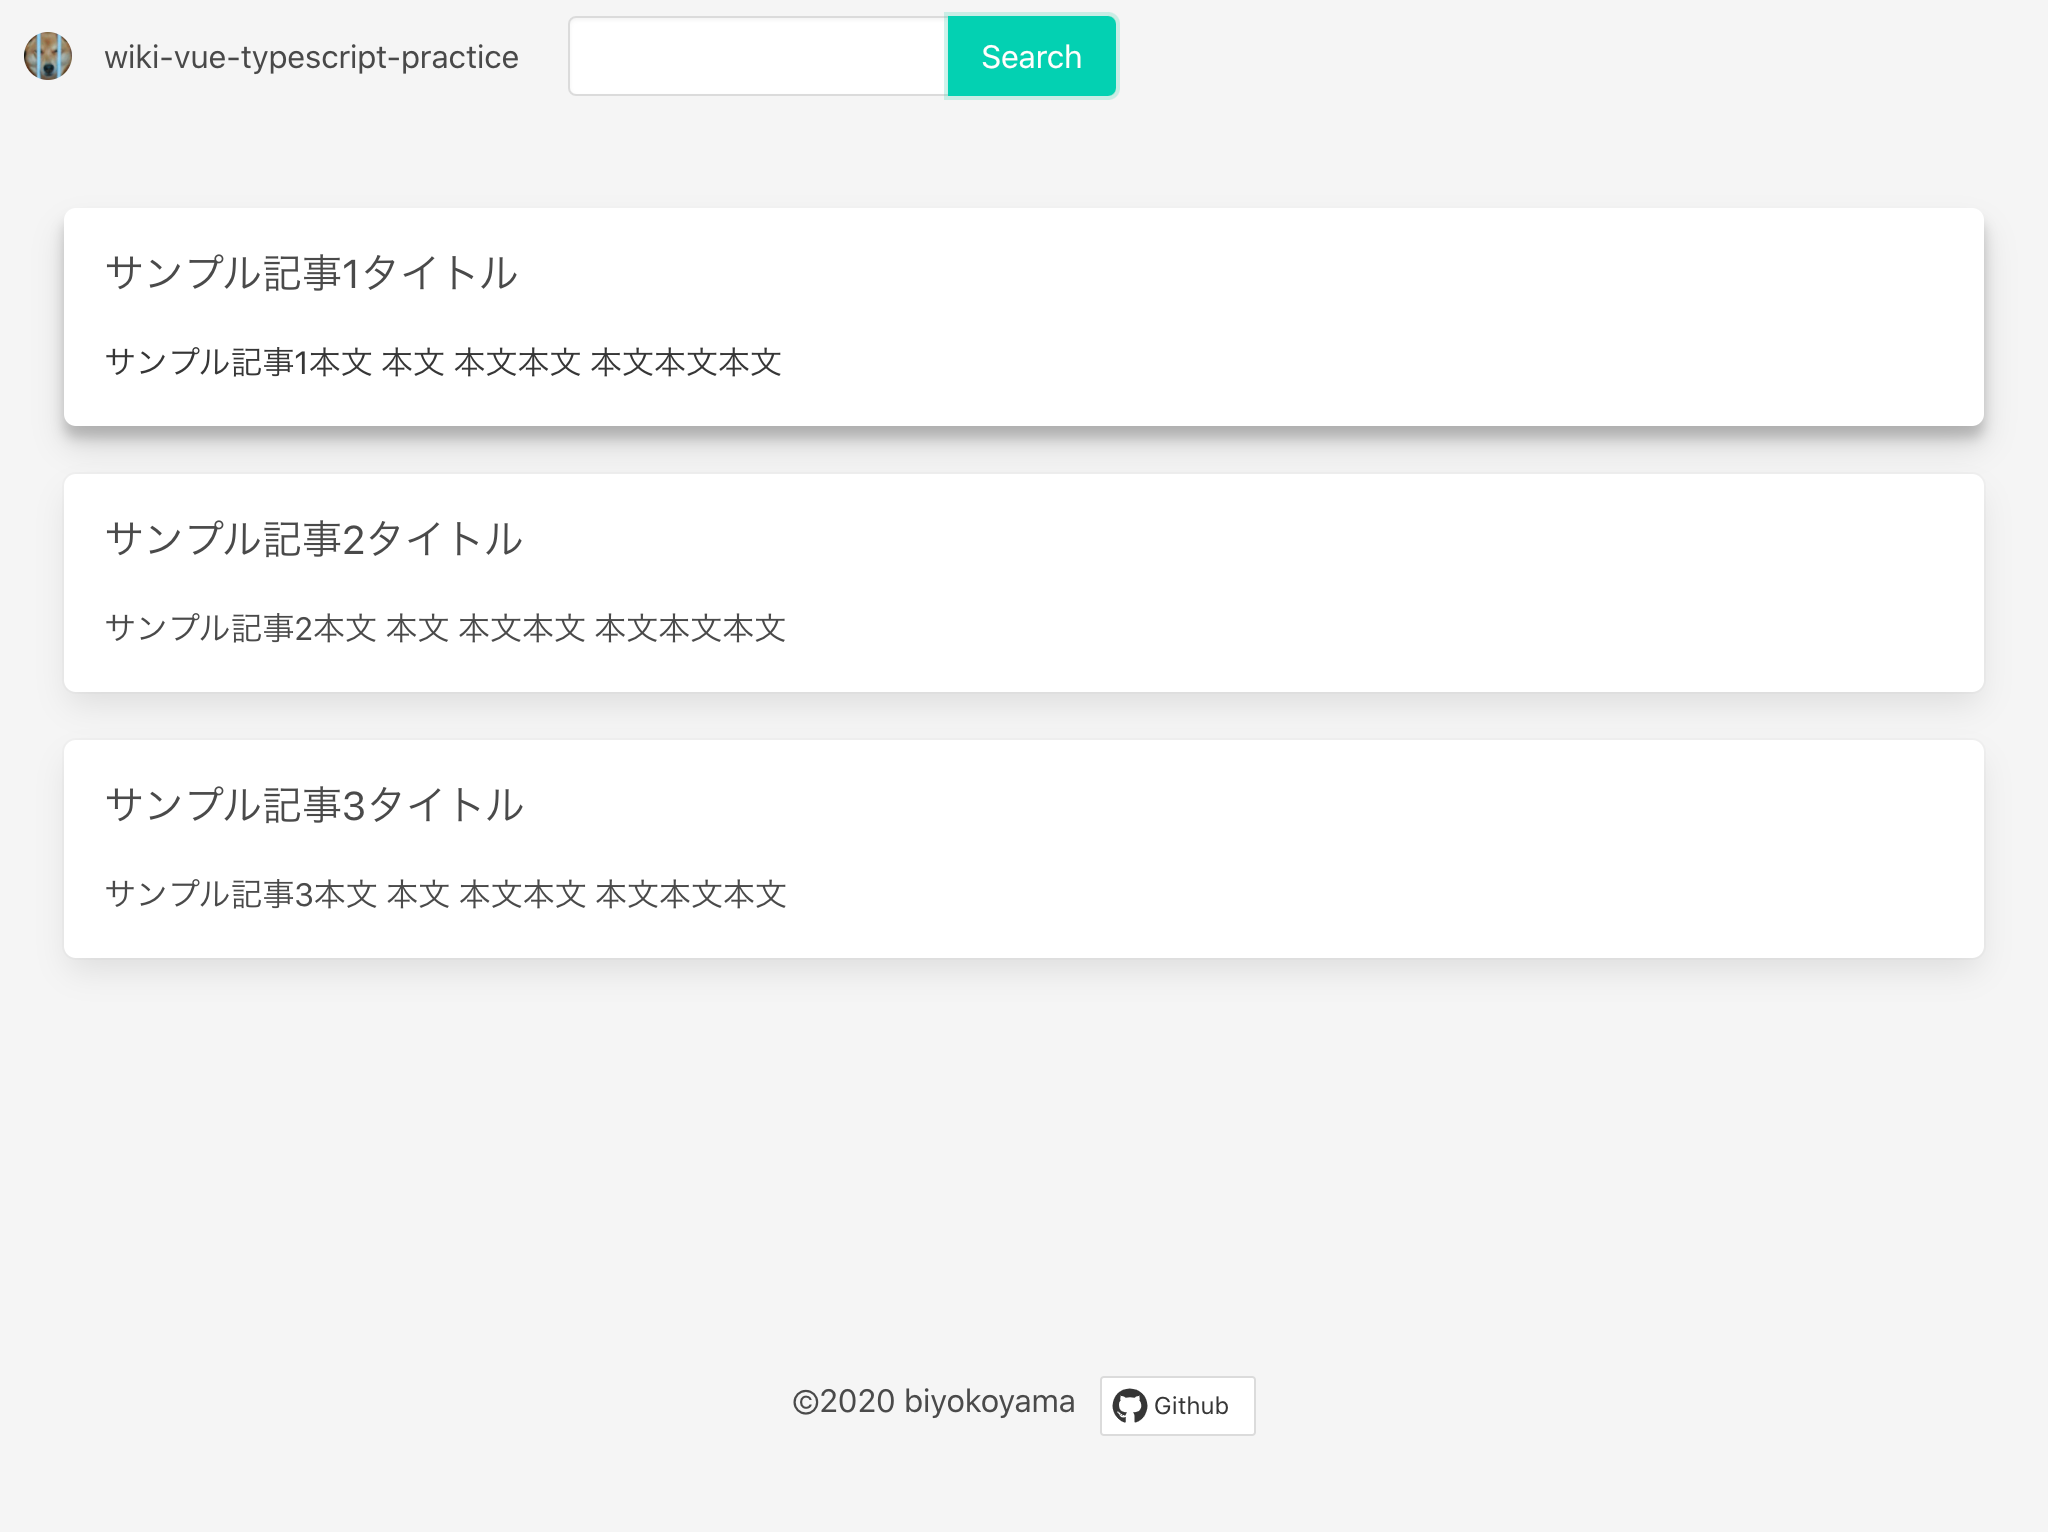 wiki-vue-typescript-practice
Search
サンプル記事1タイトル
サンプル記事1本文 本文 本文本文 本文本文本文
サンプル記事2タイトル
サンプル記事2本文 本文 本文本文 本文本文本文
サンプル記事3タイトル
サンプル記事3本文 本文 本文本文 本文本文本文
©2020 biyokoyama
Github